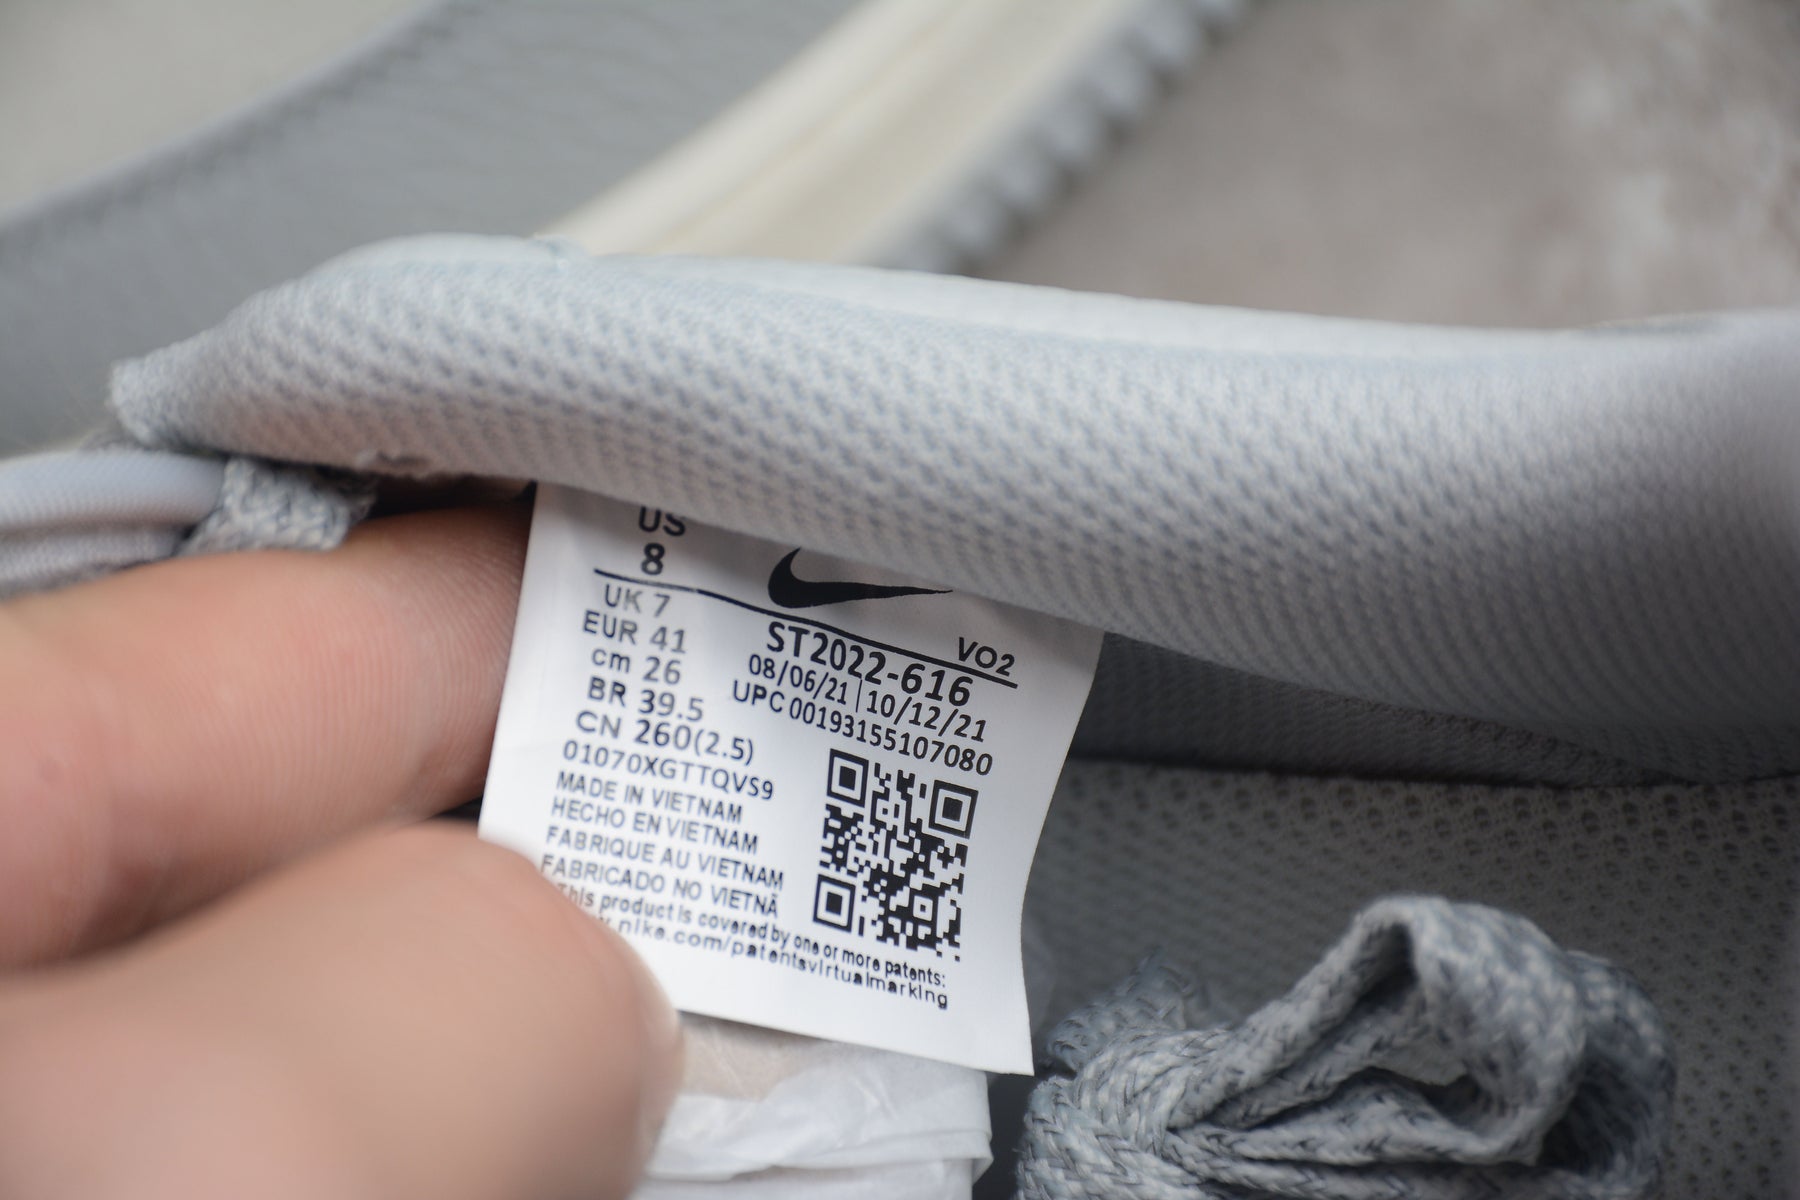 US
8
UK 7
EUR 41
cm 26
BR 39.5
CN 260(2.5)
01070XGTTQVS9
MADE IN VIETNAM
HECHO EN VIETNAM
FABRIQUE AU VIETNAM
FABRICADO NO VIETNÃ
This product is covered by one or more patents:
nike.com/patentsvirtualmarking
VO2
ST2022-616
08/06/21 | 10/12/21
UPC 00193155107080